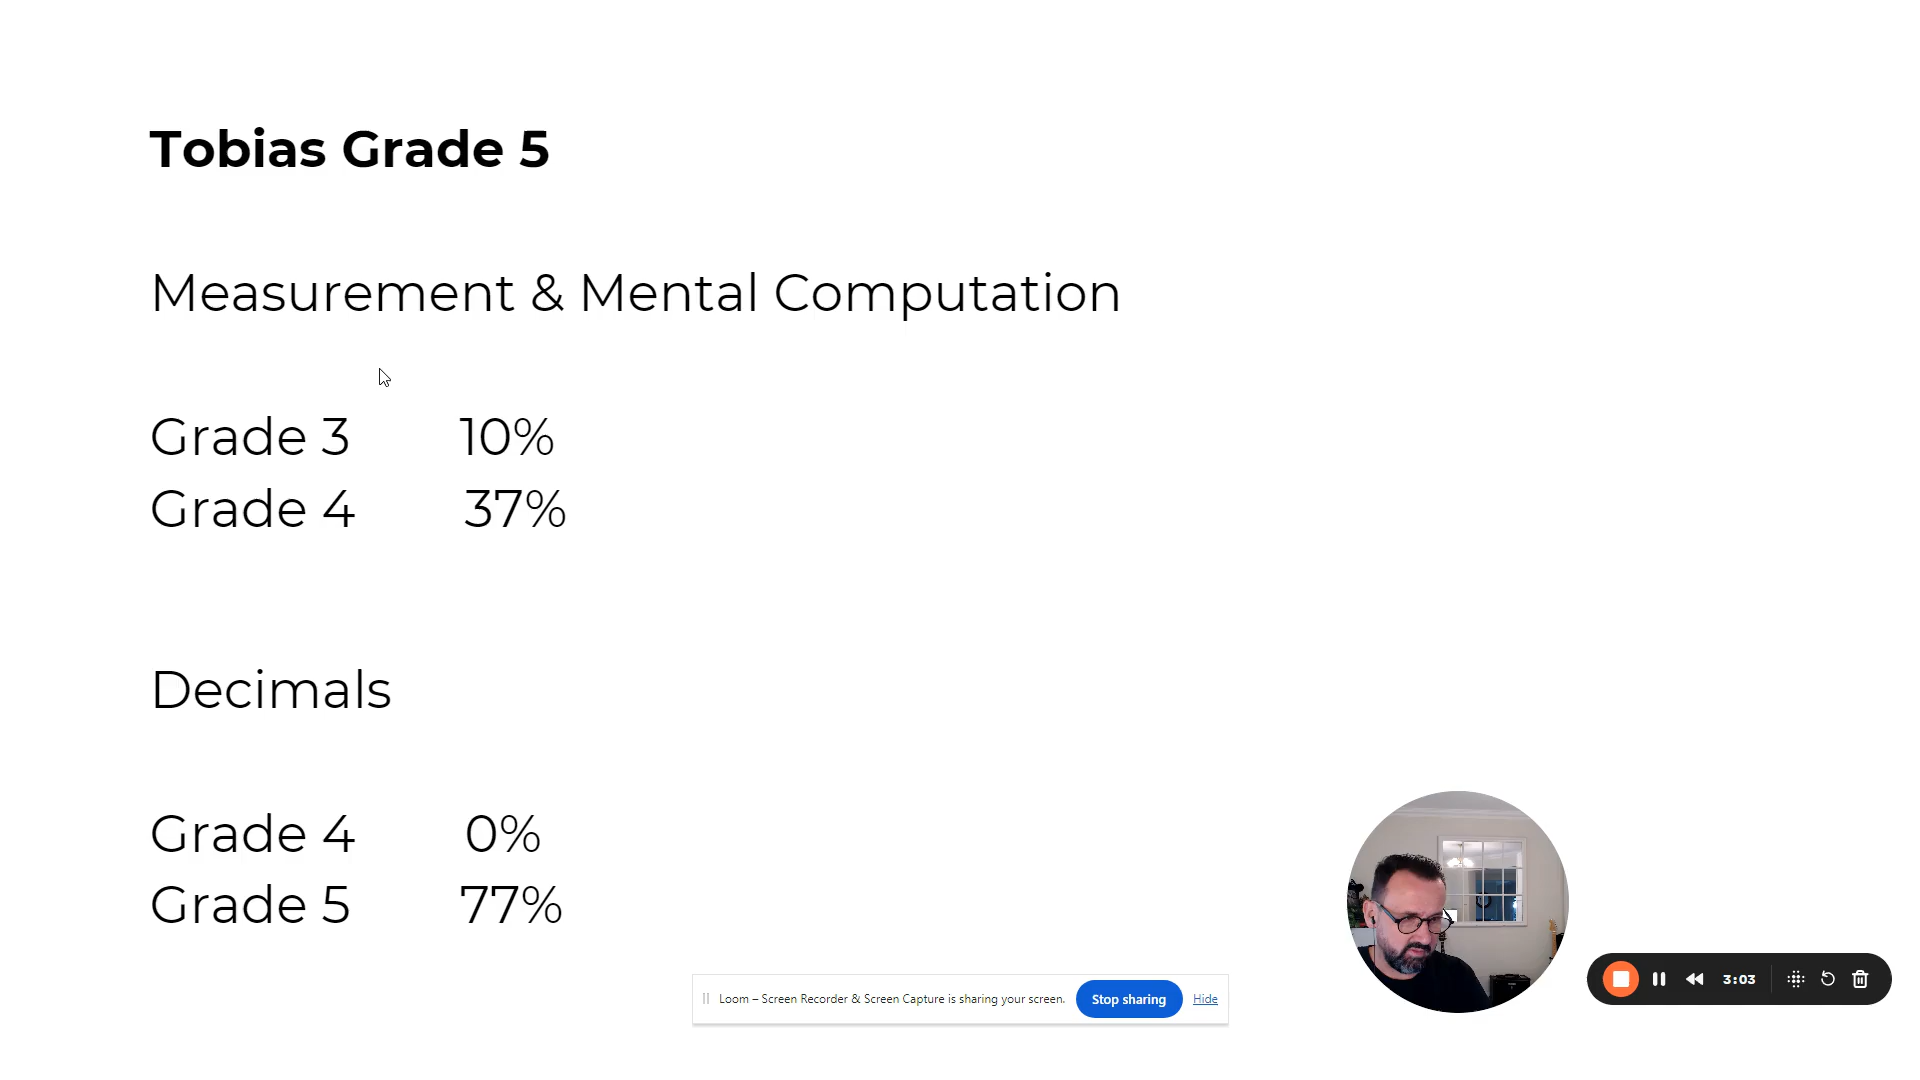 Tobias Grade 5
Measurement & Mental Computation
Grade 3 10%
Grade 4 37%
Decimals
Grade 4 0%
Grade 5 77%
Loom – Screen Recorder & Screen Capture is sharing your screen. Stop sharing Hide
3:03